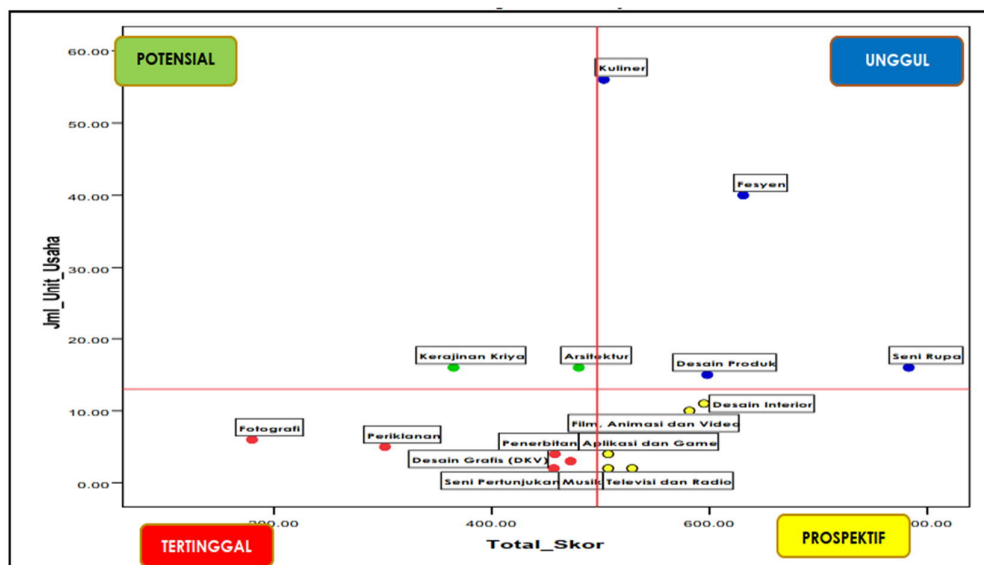 POTENSIAL
UNGGUL
Kuliner
Fesyen
Kerajinan Kriya
Arsitektur
Desain Produk
Seni Rupa
Desain Interior
Film, Animasi dan Video
Fotografi
Periklanan
Penerbitan
Aplikasi dan Game
Desain Grafis (DKV)
Seni Pertunjukan
Musik
Televisi dan Radio
60.00
50.00
40.00
30.00
20.00
10.00
0.00
Jml_Unit_Usaha
200.00
400.00
600.00
Total_Skor
TERTINGGAL
PROSPEKTIF